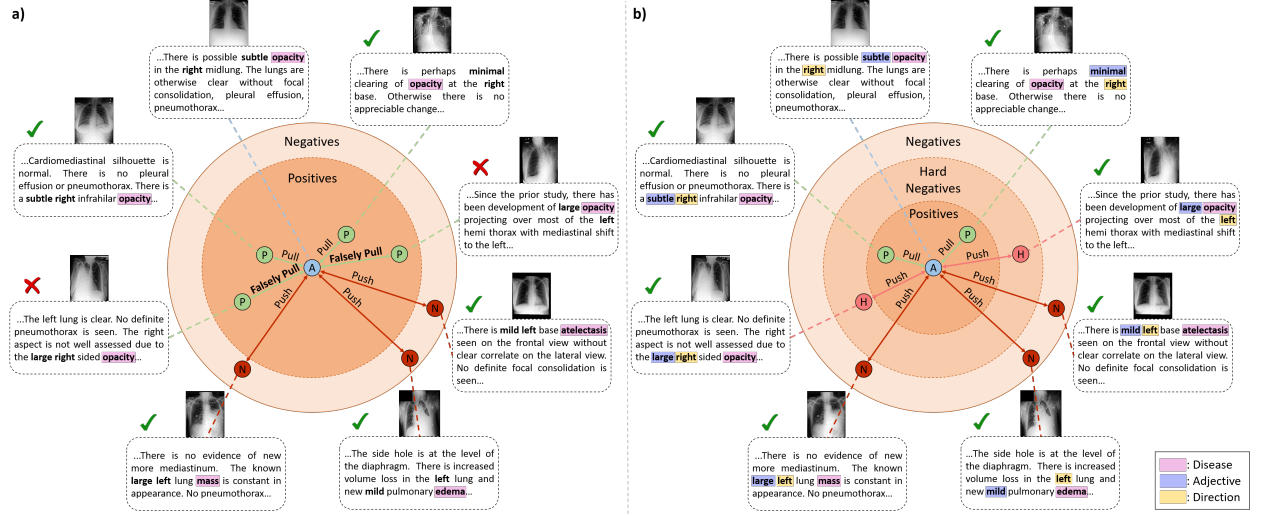 a)
...There is possible subtle opacity
in the right midlung. The lungs are
otherwise clear without focal
consolidation, pleural effusion,
pneumothorax...
...There is perhaps minimal
clearing of opacity at the right
base. Otherwise there is no
appreciable change...
...Cardiomediastinal silhouette is
normal. There is no pleural
effusion or pneumothorax. There is
a subtle right infrahilar opacity...
...Since the prior study, there has
been development of large opacity
projecting over most of the left
hemi thorax with mediastinal shift
to the left...
...The left lung is clear. No definite
pneumothorax is seen. The right
aspect is not well assessed due to
the large right sided opacity...
...There is mild left base atelectasis
seen on the frontal view without
clear correlate on the lateral view.
No definite focal consolidation is
seen...
...There is no evidence of new
more mediastinum. The known
large left lung mass is constant in
appearance. No pneumothorax...
...The side hole is at the level of
the diaphragm. There is increased
volume loss in the left lung and
new mild pulmonary edema...
Negatives
Positives
P
P
Pull
Pull
Falsely Pull
P
A
Falsely Pull
P
Push
Push
Push
N
N
N
b)
...There is possible subtle opacity
in the right midlung. The lungs are
otherwise clear without focal
consolidation, pleural effusion,
pneumothorax...
...There is perhaps minimal
clearing of opacity at the right
base. Otherwise there is no
appreciable change...
...Cardiomediastinal silhouette is
normal. There is no pleural
effusion or pneumothorax. There is
a subtle right infrahilar opacity...
...Since the prior study, there has
been development of large opacity
projecting over most of the left
hemi thorax with mediastinal shift
to the left...
...The left lung is clear. No definite
pneumothorax is seen. The right
aspect is not well assessed due to
the large right sided opacity...
...There is mild left base atelectasis
seen on the frontal view without
clear correlate on the lateral view.
No definite focal consolidation is
seen...
...There is no evidence of new
more mediastinum. The known
large left lung mass is constant in
appearance. No pneumothorax...
...The side hole is at the level of
the diaphragm. There is increased
volume loss in the left lung and
new mild pulmonary edema...
Negatives
Hard
Negatives
Positives
P
P
Pull
Pull
Push
H
A
Push
H
Push
Push
Push
N
N
N
: Disease
: Adjective
: Direction